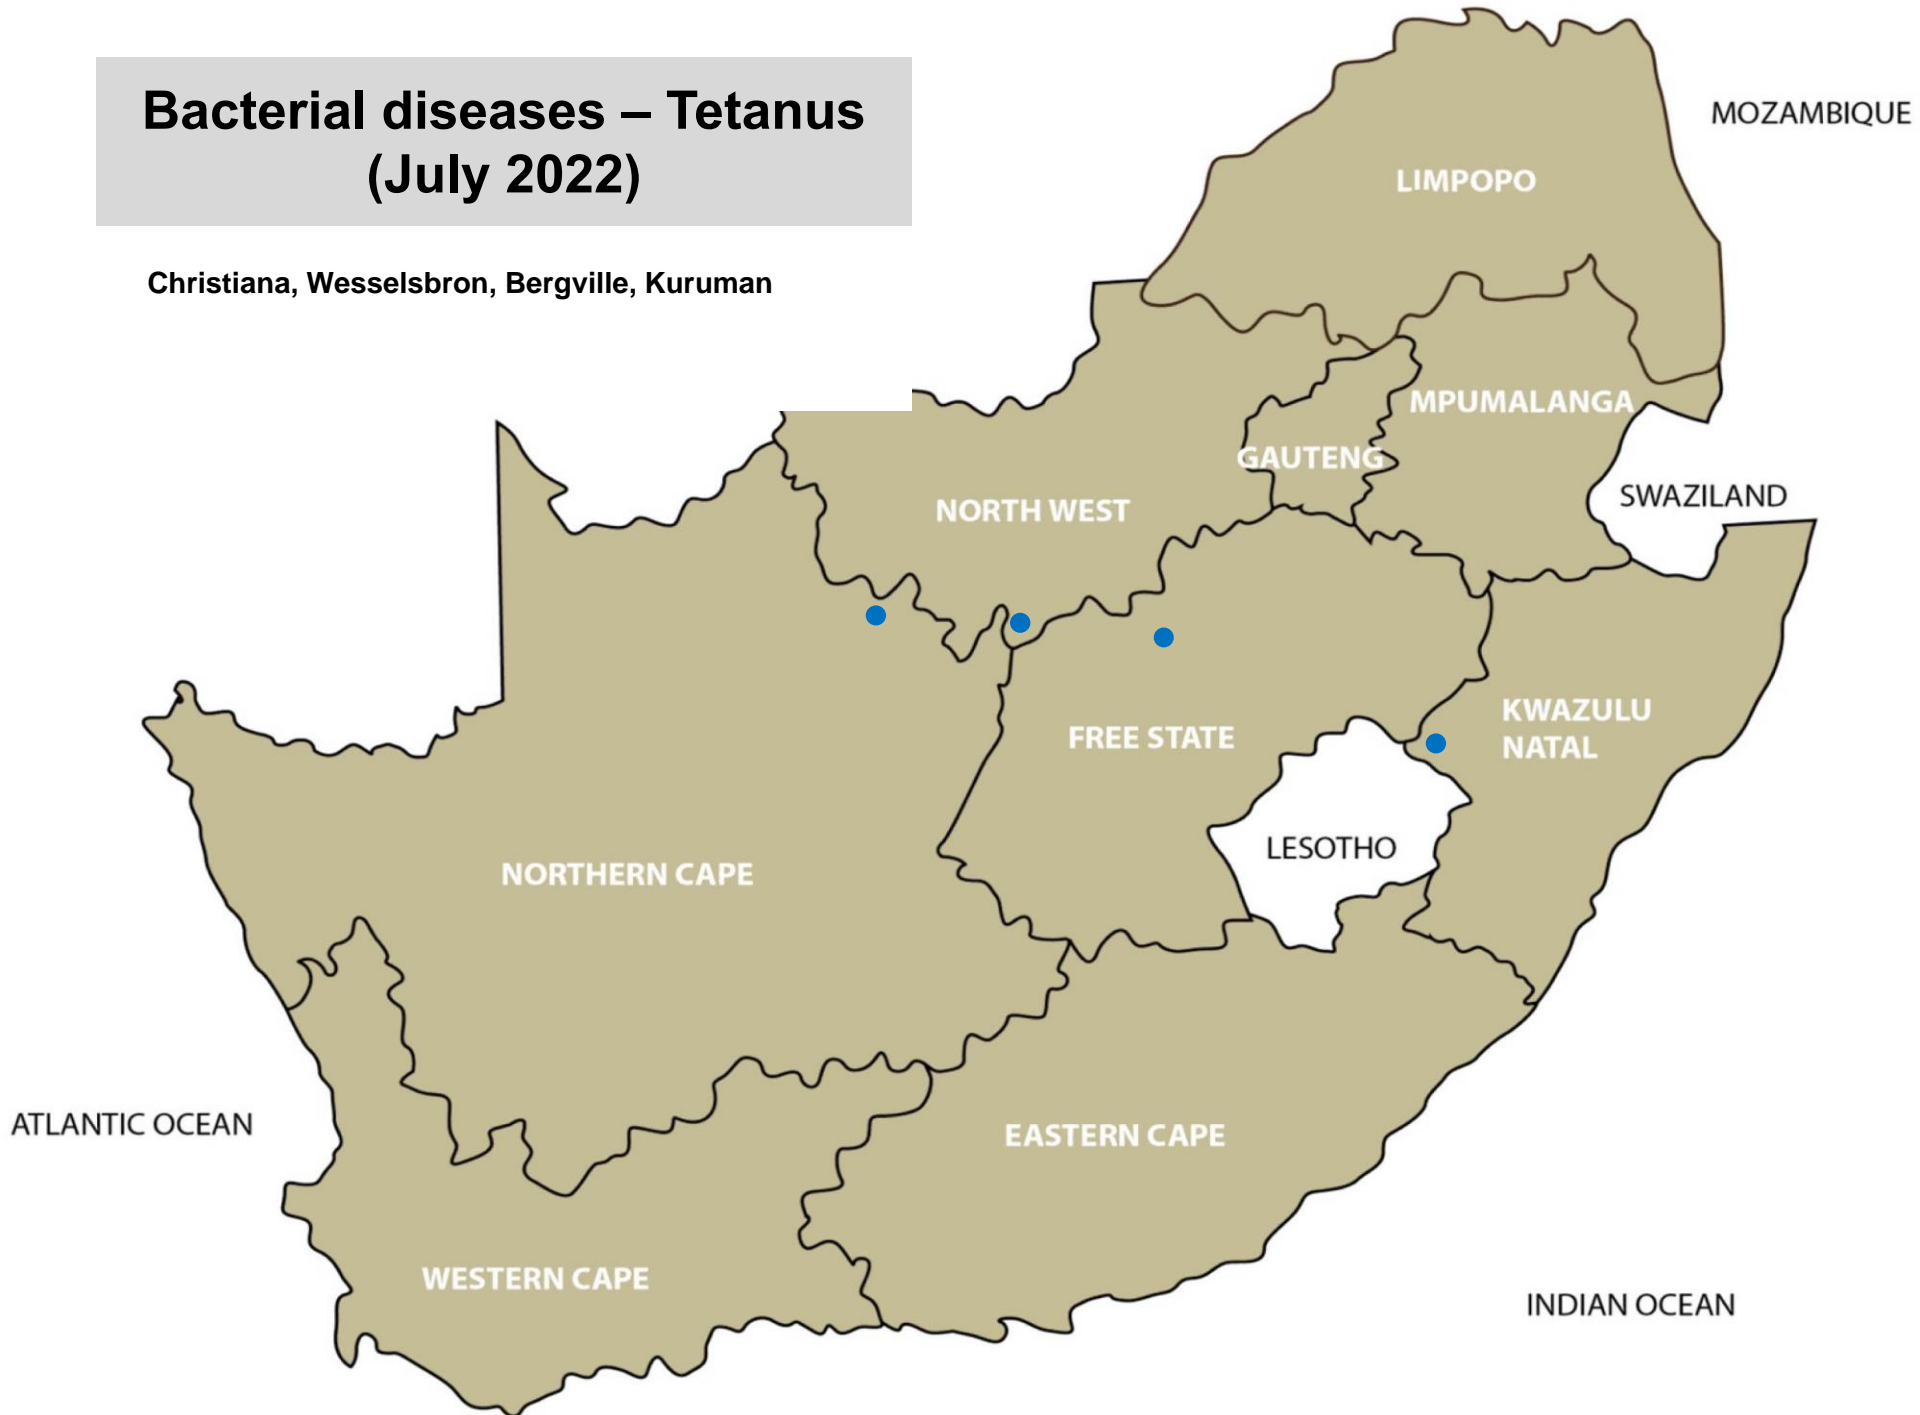 Bacterial diseases – Tetanus
(July 2022)
Christiana, Wesselsbron, Bergville, Kuruman
MOZAMBIQUE
LIMPOPO
MPUMALANGA
GAUTENG
SWAZILAND
NORTH WEST
KWAZULU
NATAL
FREE STATE
LESOTHO
NORTHERN CAPE
ATLANTIC OCEAN
EASTERN CAPE
WESTERN CAPE
INDIAN OCEAN